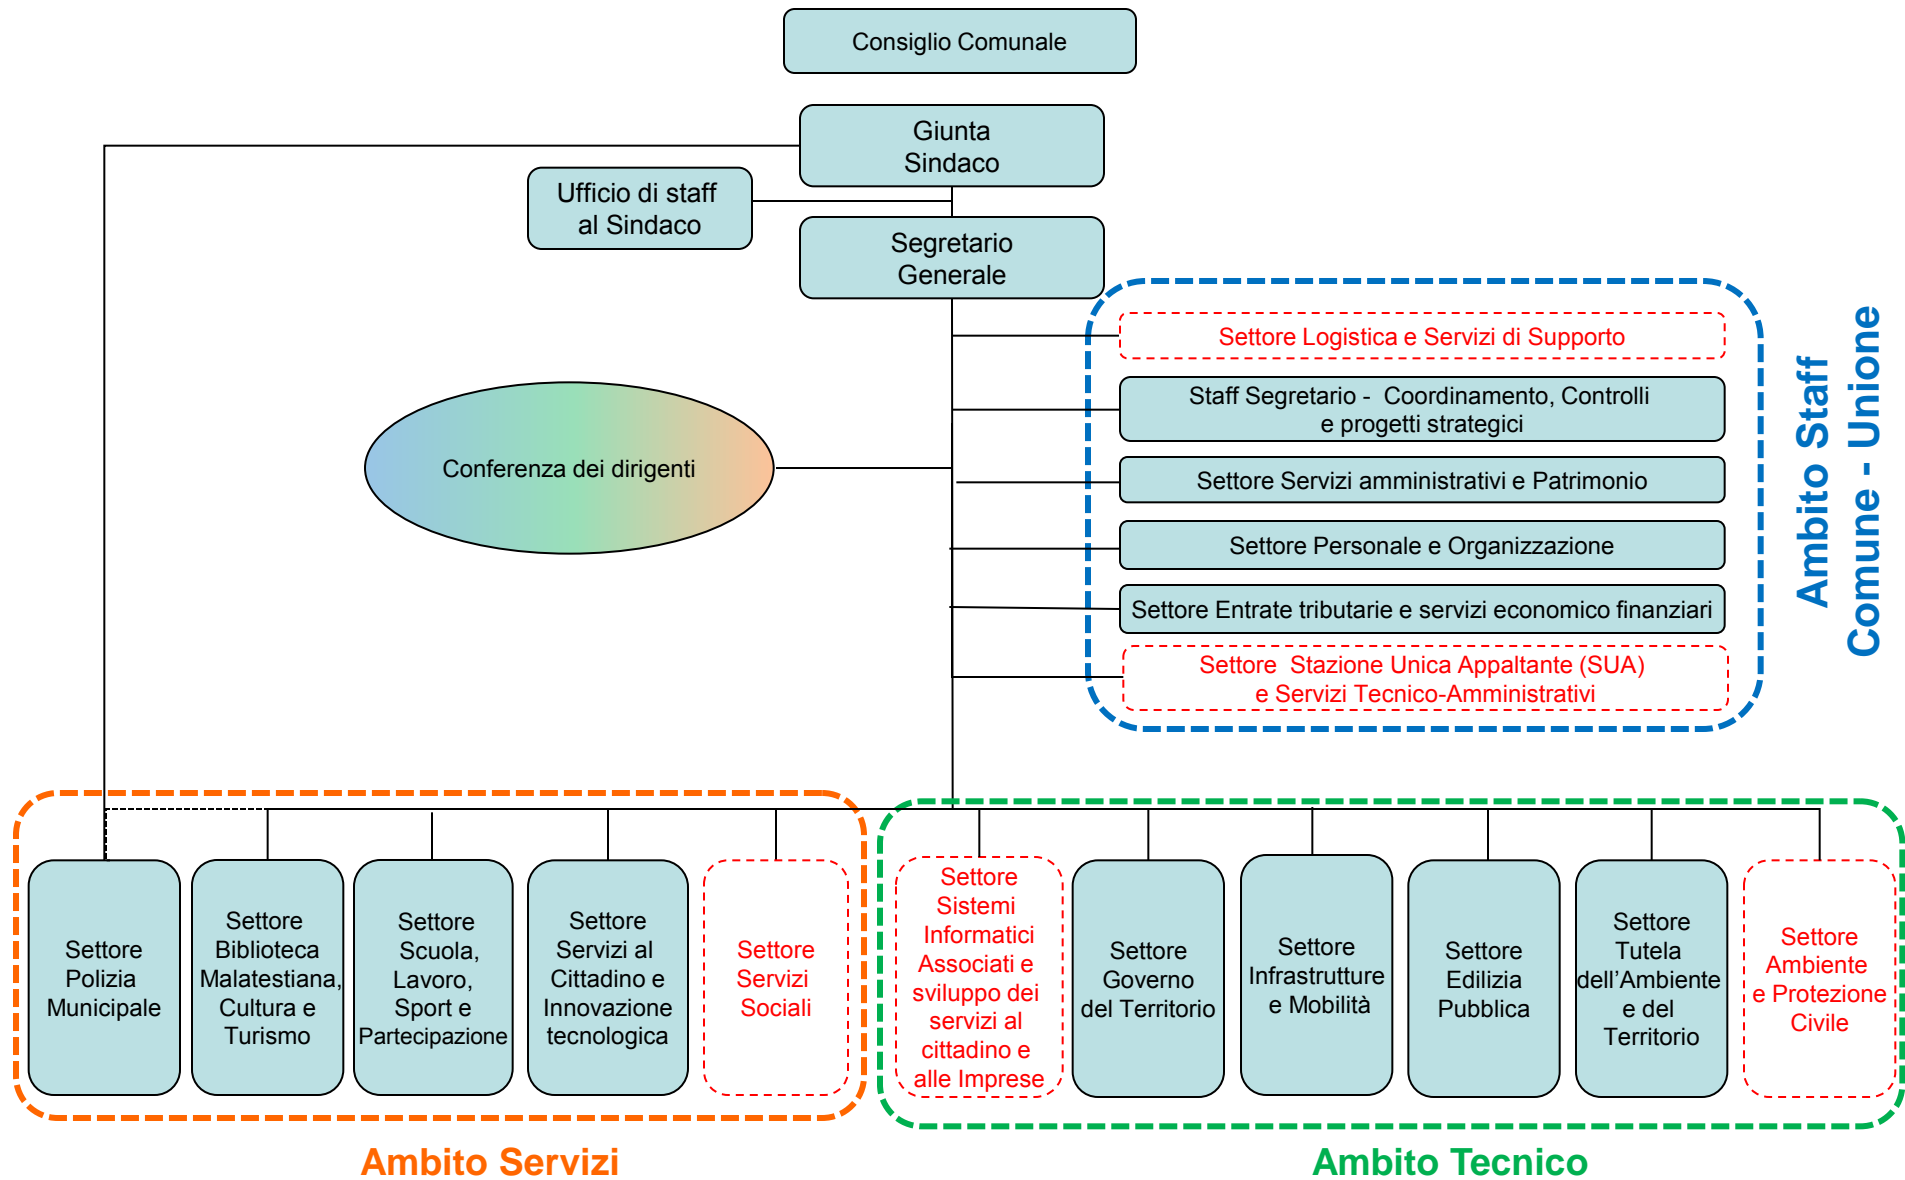 Consiglio Comunale
Giunta
Sindaco
Ufficio di staff
al Sindaco
Segretario
Generale
Settore Logistica e Servizi di Supporto
Staff Segretario - Coordinamento, Controlli
e progetti strategici
Conferenza dei dirigenti
Settore Servizi amministrativi e Patrimonio
Settore Personale e Organizzazione
Settore Entrate tributarie e servizi economico finanziari
Settore Stazione Unica Appaltante (SUA)
e Servizi Tecnico-Amministrativi
Ambito Staff
Comune - Unione
Settore
Polizia
Municipale
Settore
Biblioteca
Malatestiana,
Cultura e
Turismo
Settore
Scuola,
Lavoro,
Sport e
Partecipazione
Settore
Servizi al
Cittadino e
Innovazione
tecnologica
Settore
Servizi
Sociali
Settore
Sistemi
Informatici
Associati e
sviluppo dei
servizi al
cittadino e
alle Imprese
Settore
Governo
del Territorio
Settore
Infrastrutture
e Mobilità
Settore
Edilizia
Pubblica
Settore
Tutela
dell'Ambiente
e del
Territorio
Settore
Ambiente
e Protezione
Civile
Ambito Servizi
Ambito Tecnico